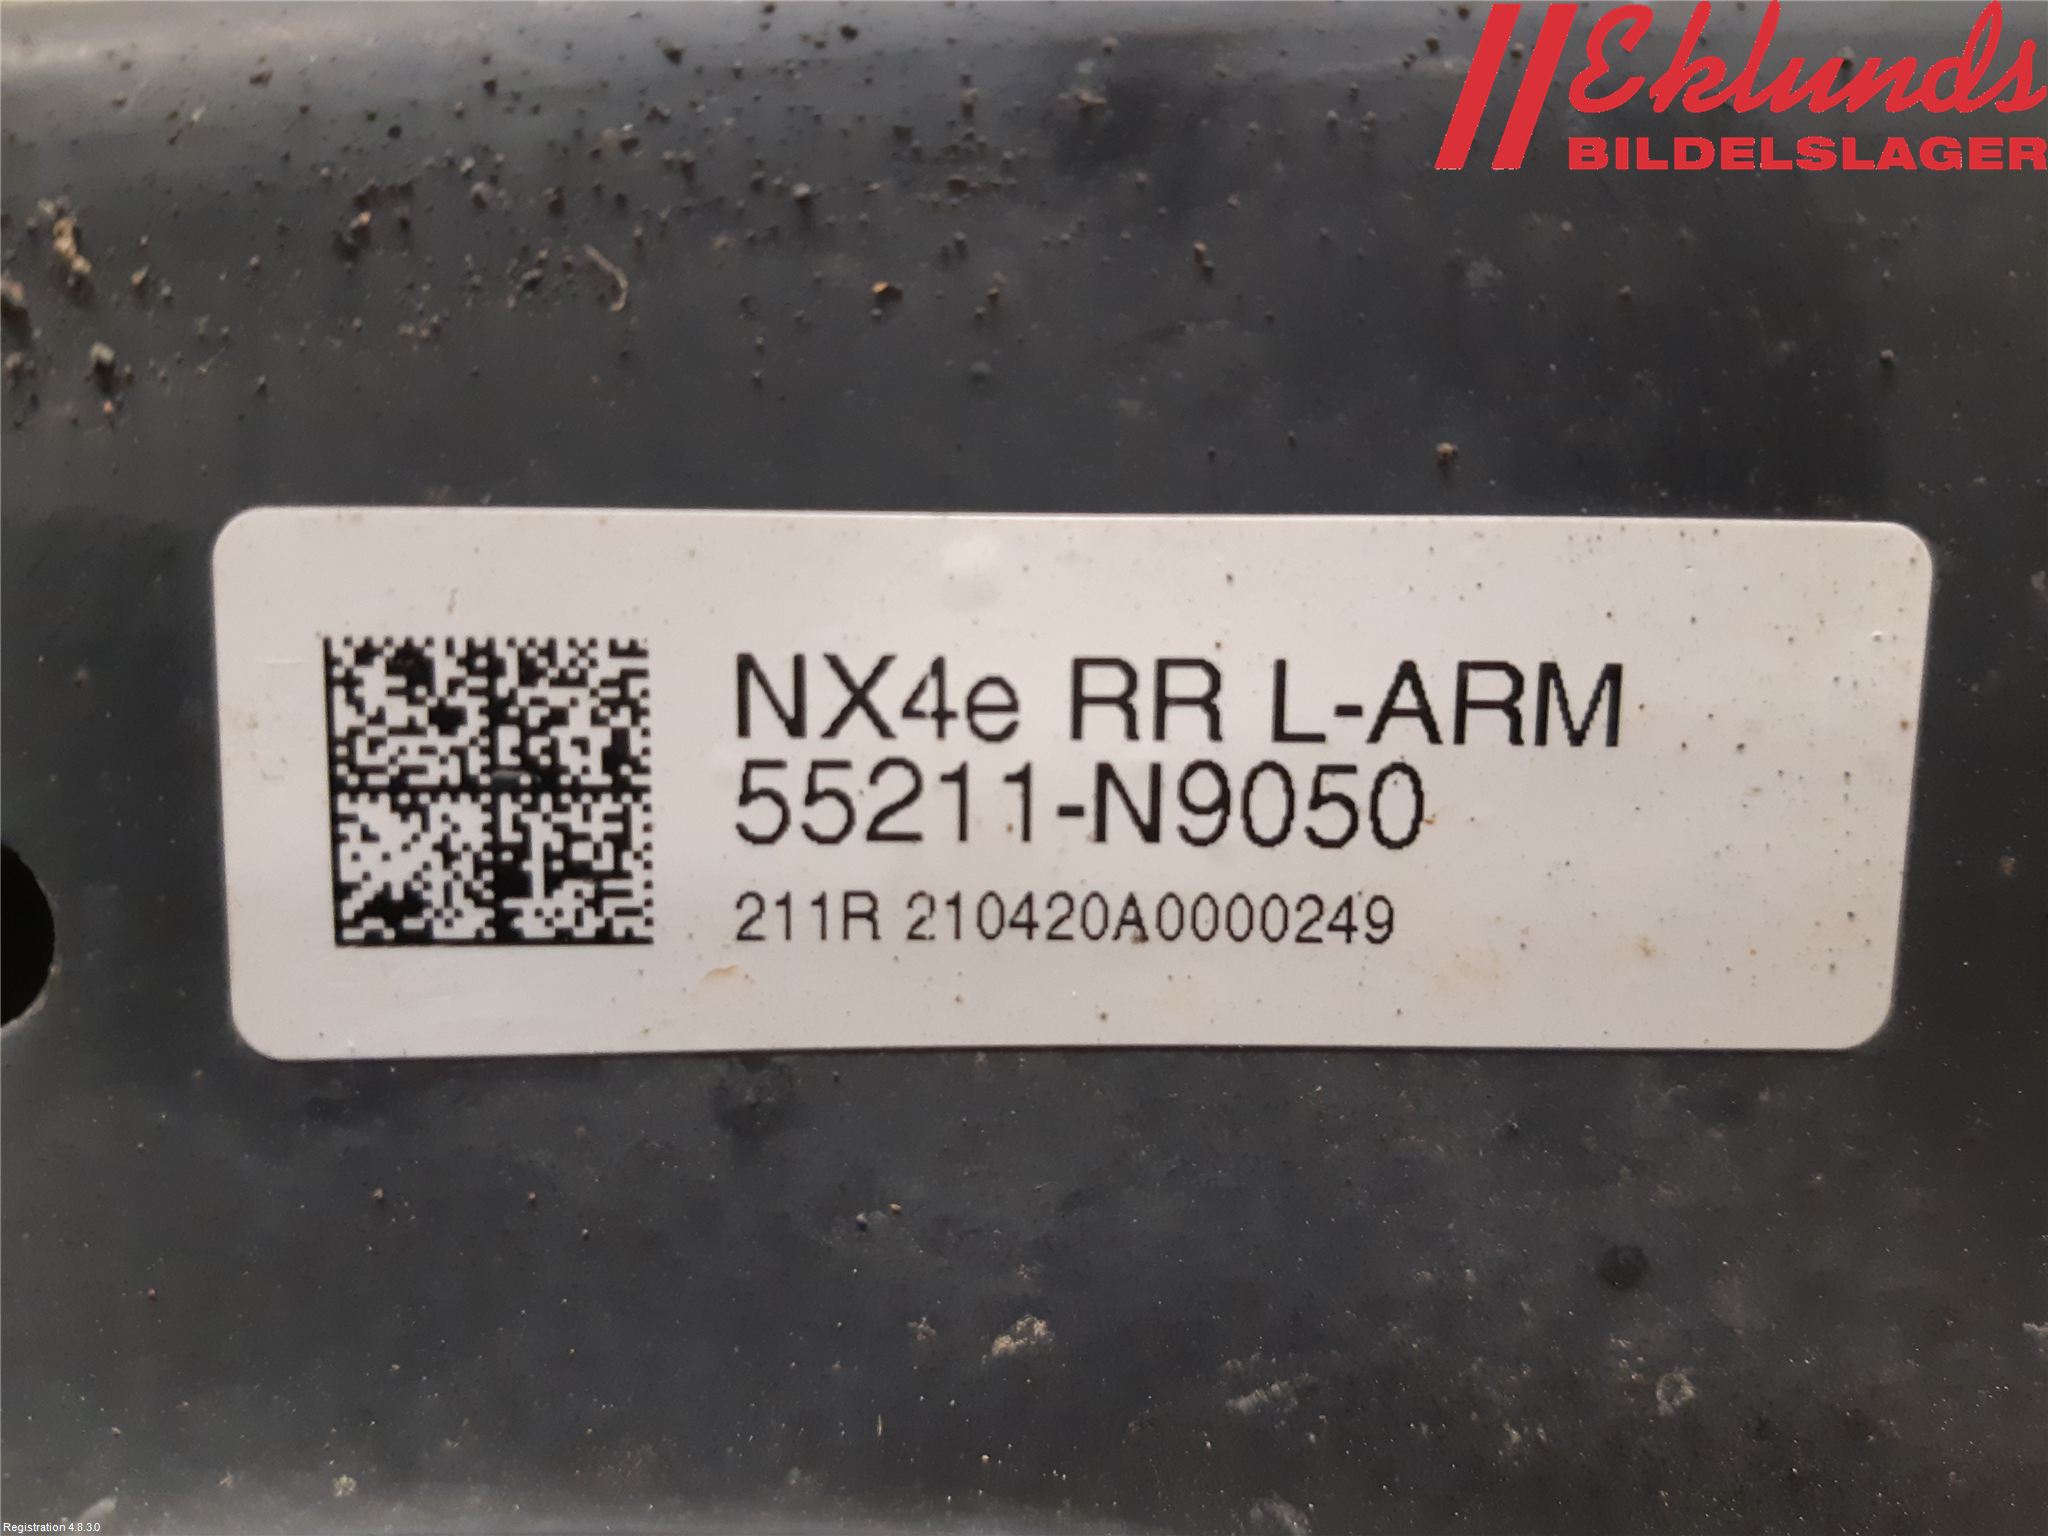 Eklunds
BILDELSLAGER
NX4e RR L-ARM
55211-N9050
211R 210420A0000249
Registration 4.8.3.0